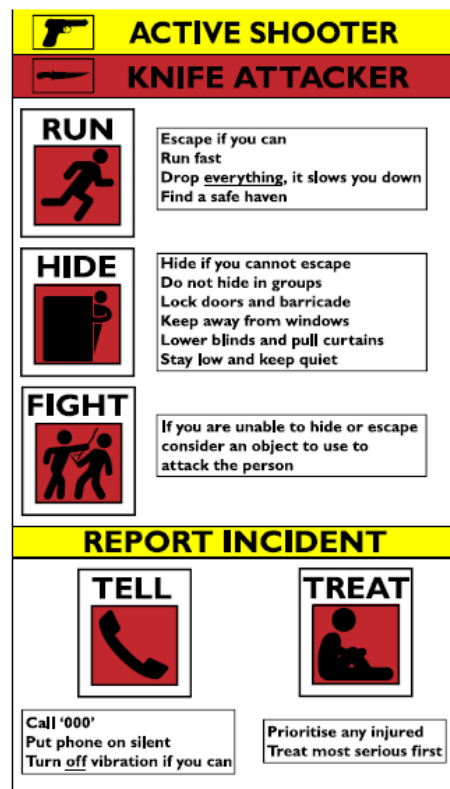 ACTIVE SHOOTER
KNIFE ATTACKER
RUN
Escape if you can
Run fast
Drop everything, it slows you down
Find a safe haven
HIDE
Hide if you cannot escape
Do not hide in groups
Lock doors and barricade
Keep away from windows
Lower blinds and pull curtains
Stay low and keep quiet
FIGHT
If you are unable to hide or escape
consider an object to use to
attack the person
REPORT INCIDENT
TELL
Call ‘000’
Put phone on silent
Turn off vibration if you can
TREAT
Prioritise any injured
Treat most serious first